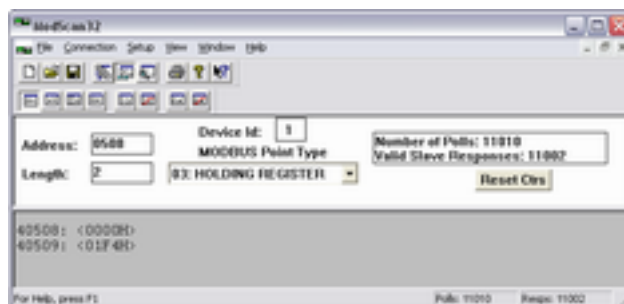 ModScan32
File Connection Setup View Window Help
Address: 0508
Device Id: 1
MODBUS Point Type
Number of Polls: 11010
Valid Slave Responses: 11002
Length: 2
03: HOLDING REGISTER
Reset Ctrs
40508: <0000H>
40509: <01F4H>
For Help, press F1
Polls: 11010
Resps: 11002